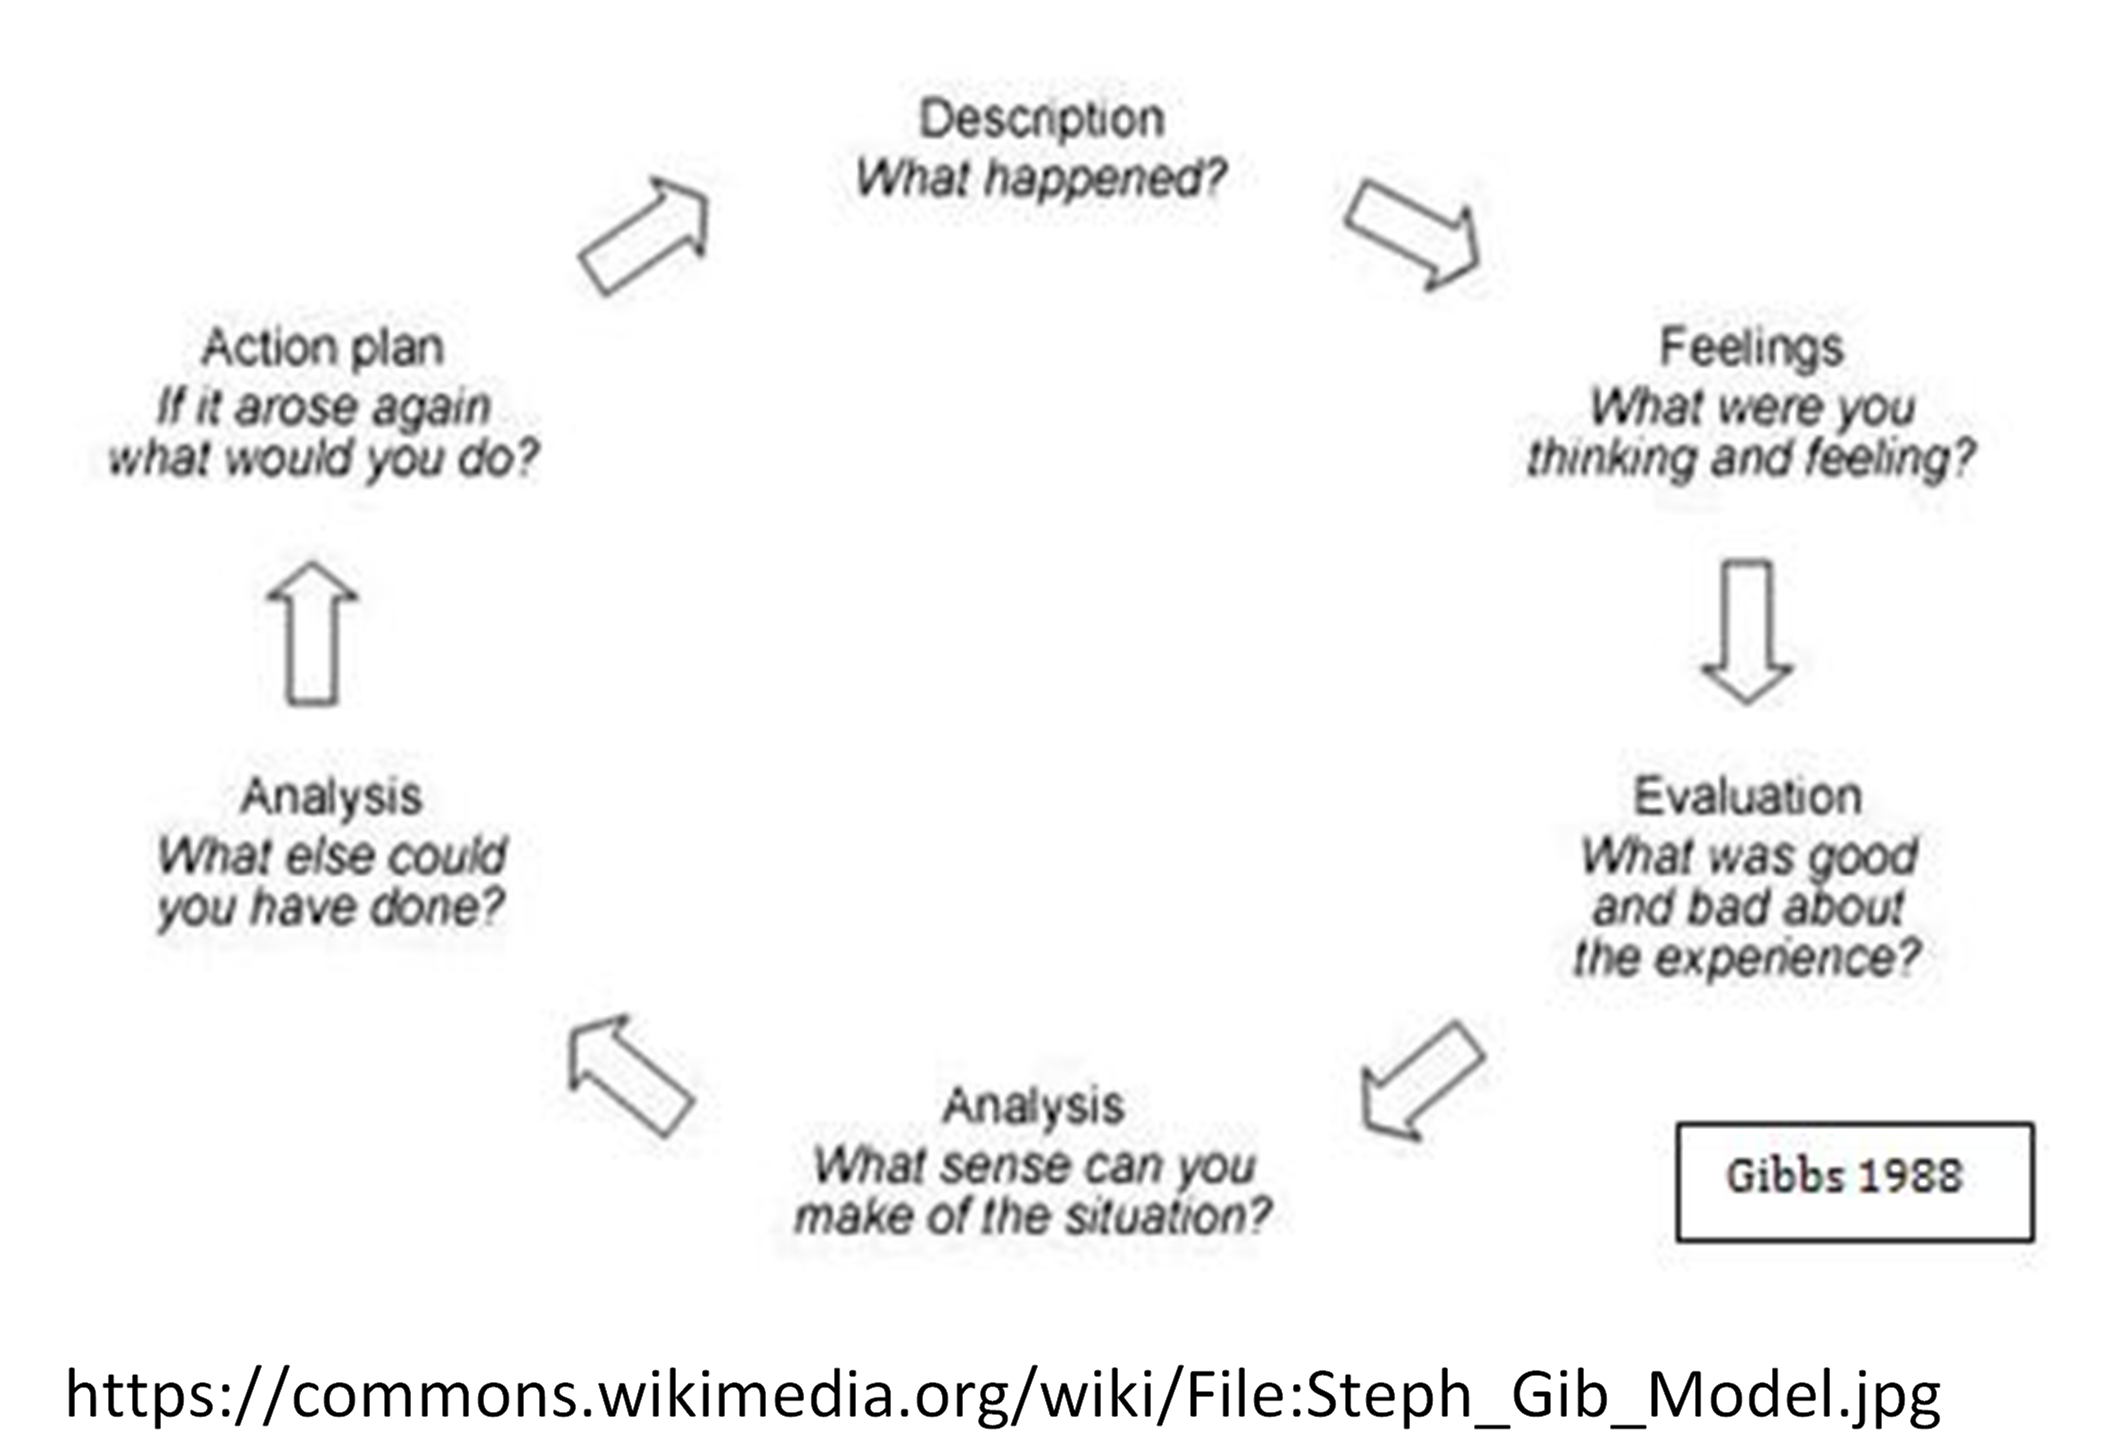 Description
What happened?
Feelings
What were you
thinking and feeling?
Evaluation
What was good
and bad about
the experience?
Analysis
What sense can you
make of the situation?
Analysis
What else could
you have done?
Action plan
If it arose again
what would you do?
Gibbs 1988
https://commons.wikimedia.org/wiki/File:Steph_Gib_Model.jpg